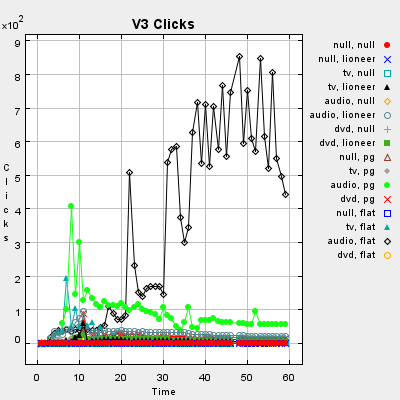 x10²
V3 Clicks
9
8
7
6
5
4
3
2
1
0
Clicks
0 10 20 30 40 50 60
Time
null, null
null, lioneer
tv, null
tv, lioneer
audio, null
audio, lioneer
dvd, null
dvd, lioneer
null, pg
tv, pg
audio, pg
dvd, pg
null, flat
tv, flat
audio, flat
dvd, flat